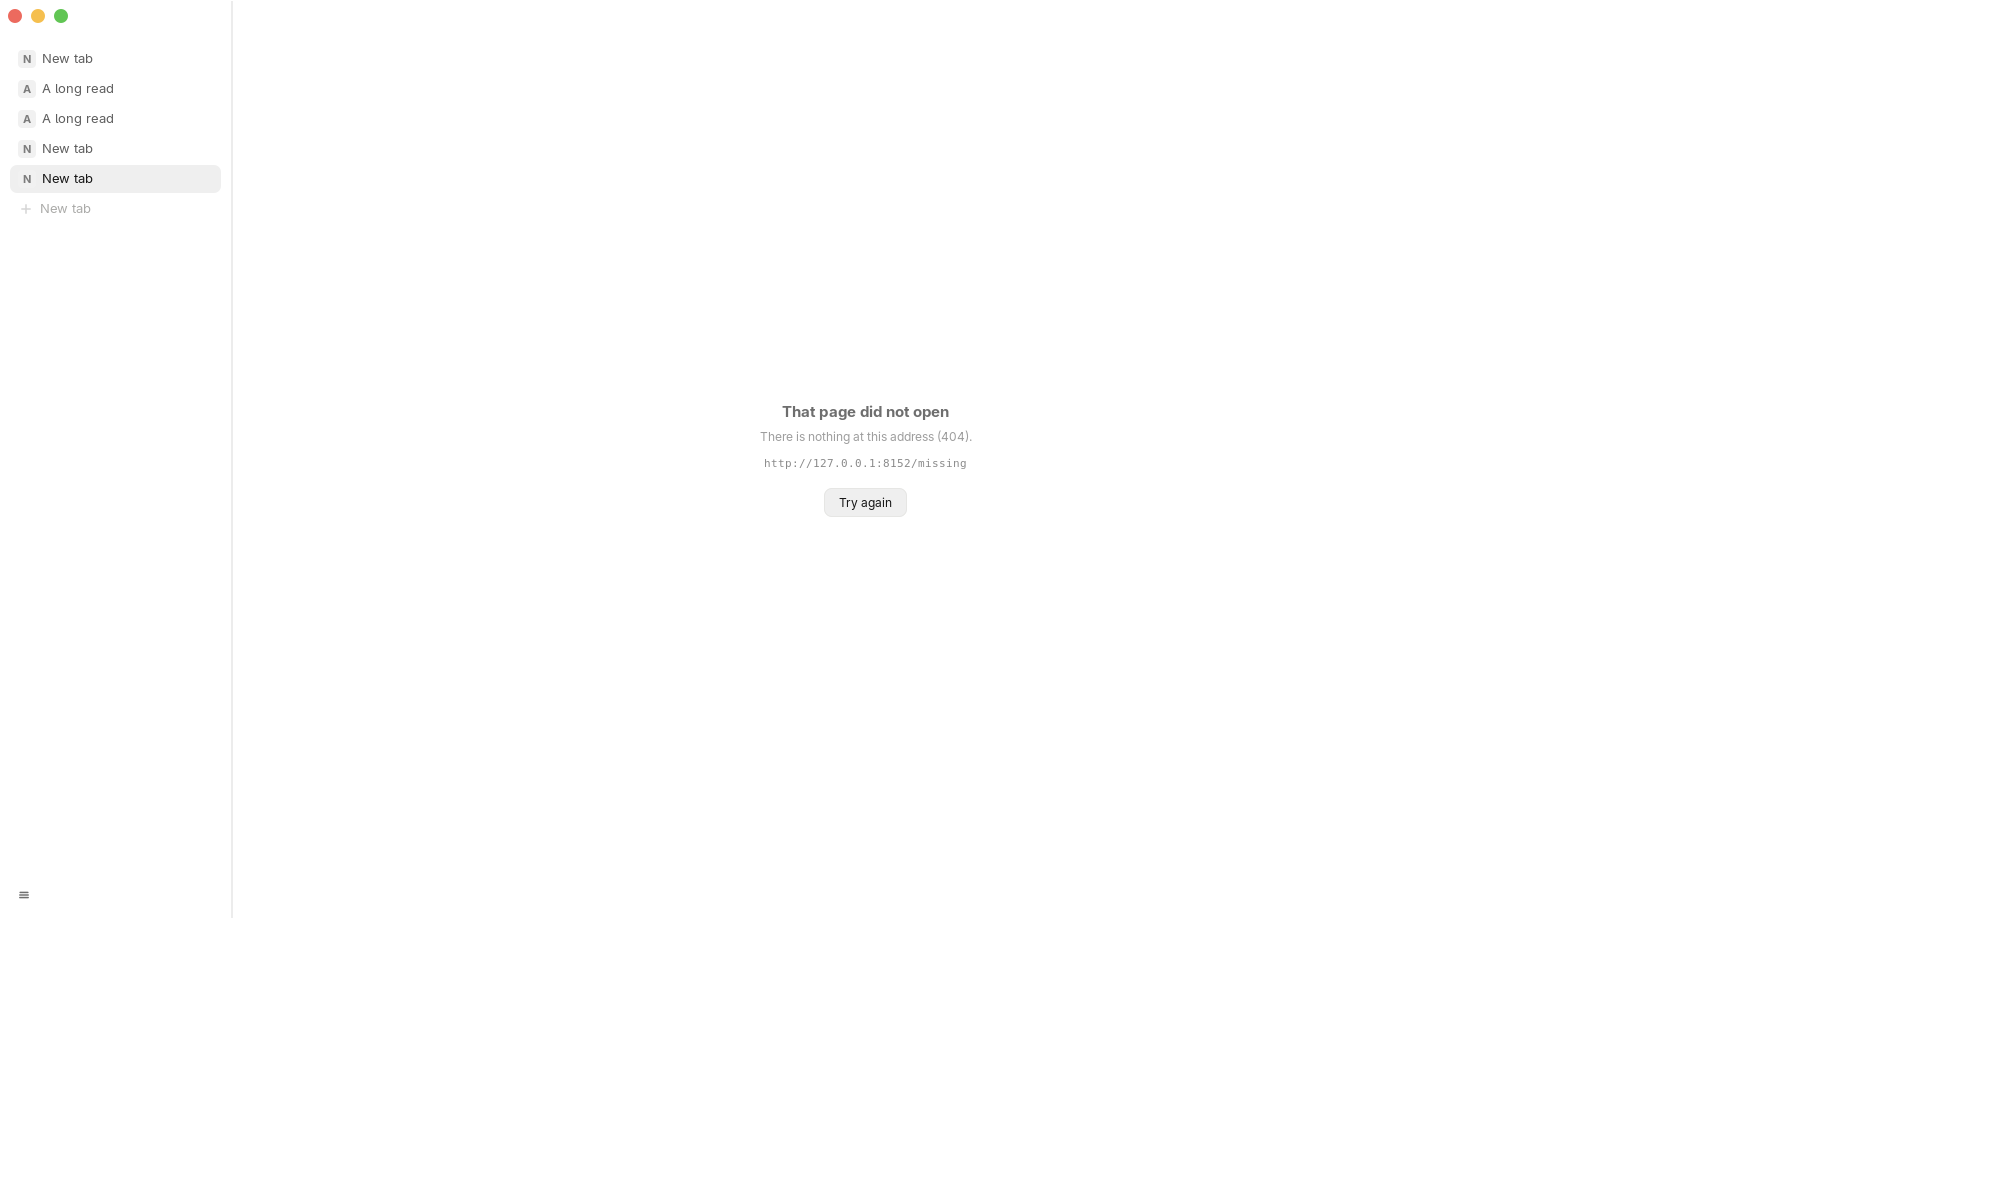 N New tab
A A long read
A A long read
N New tab
N New tab
+ New tab
That page did not open
There is nothing at this address (404).
http://127.0.0.1:8152/missing
Try again